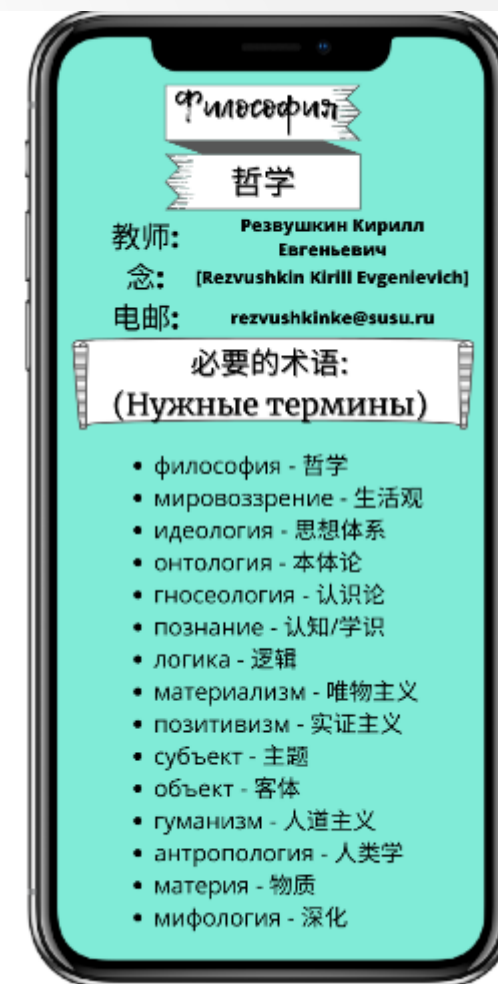 Философия
哲学
教师:
Резвушкин Кирилл
Евгеньевич
念:
[Rezvushkin Kirill Evgenievich]
电邮:
rezvushkinke@susu.ru
必要的术语:
(Нужные термины)
• философия - 哲学
• мировоззрение - 生活观
• идеология - 思想体系
• онтология - 本体论
• гносеология - 认识论
• познание - 认知/学识
• логика - 逻辑
• материализм - 唯物主义
• позитивизм - 实证主义
• субъект - 主题
• объект - 客体
• гуманизм - 人道主义
• антропология - 人类学
• материя - 物质
• мифология - 深化